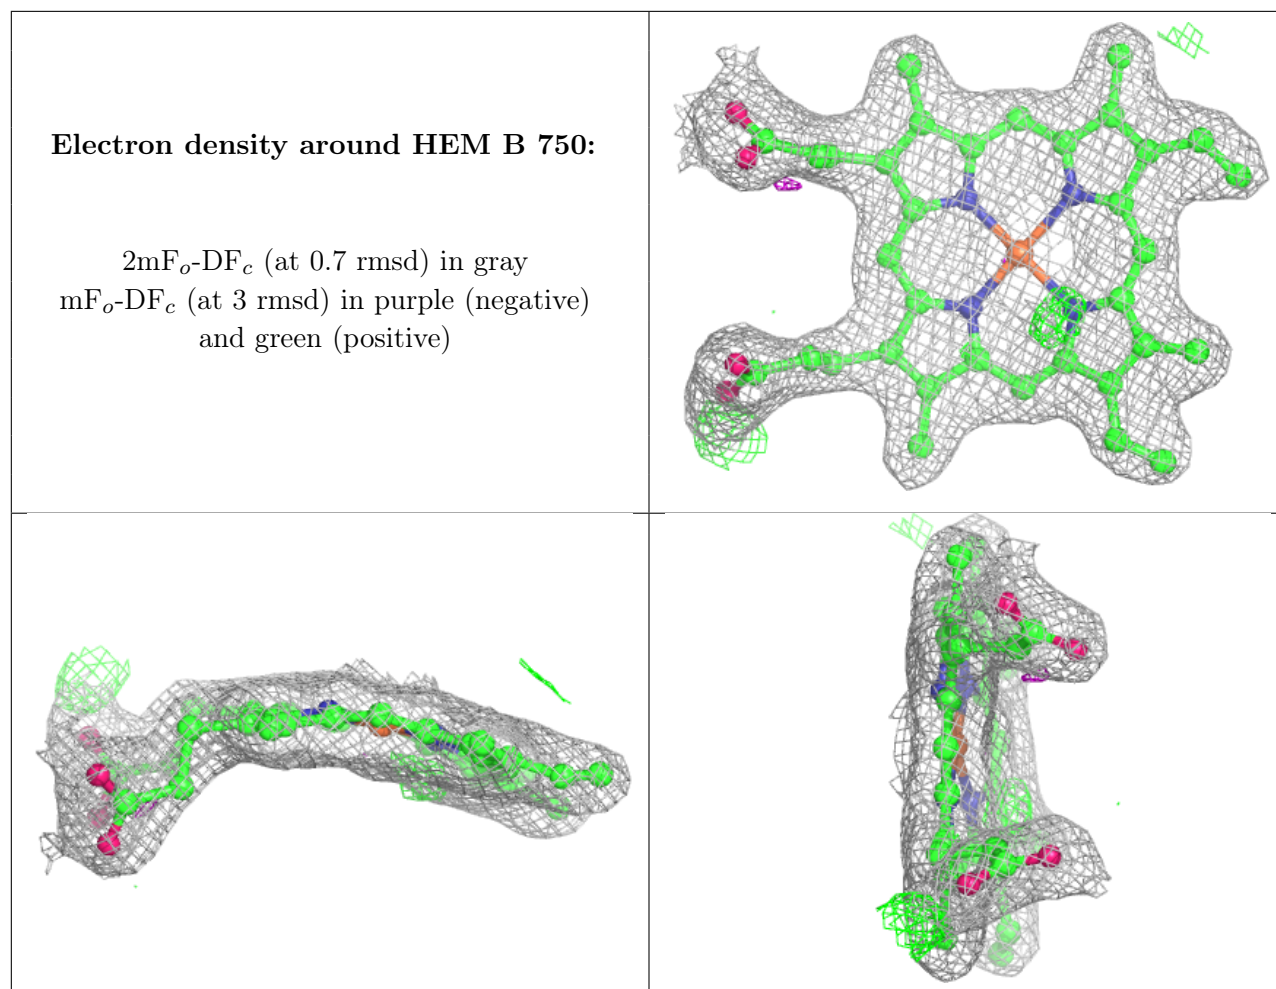 Electron density around HEM B 750:
2mFo-DFc (at 0.7 rmsd) in gray
mFo-DFc (at 3 rmsd) in purple (negative)
and green (positive)